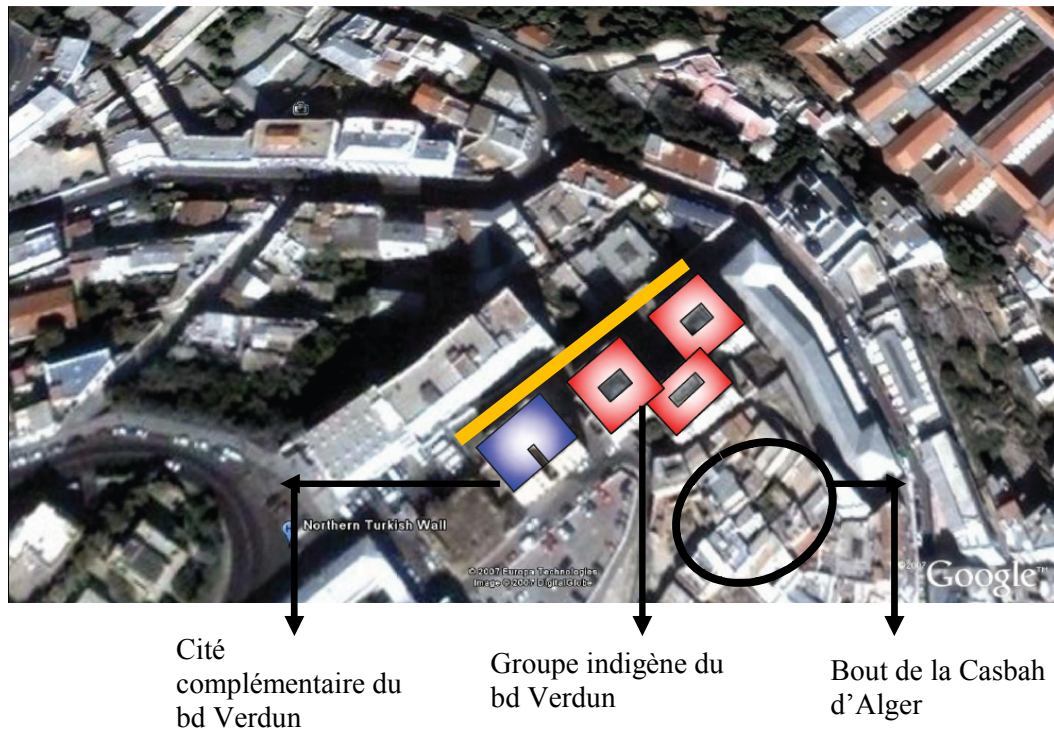 Northern Turkish Wall
© 2007 Europa Technologies
Image © 2007 DigitalGlobe
©2007 Google™
Cité
complémentaire du
bd Verdun
Groupe indigène du
bd Verdun
Bout de la Casbah
d’Alger